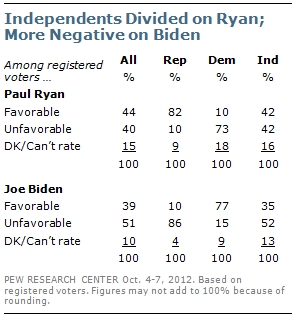 Independents Divided on Ryan;
More Negative on Biden
Among registered voters … All Rep Dem Ind
% % % %
Paul Ryan
Favorable 44 82 10 42
Unfavorable 40 10 73 42
DK/Can't rate 15 9 18 16
100 100 100 100
Joe Biden
Favorable 39 10 77 35
Unfavorable 51 86 15 52
DK/Can't rate 10 4 9 13
100 100 100 100
PEW RESEARCH CENTER Oct. 4-7, 2012. Based on
registered voters. Figures may not add to 100% because of
rounding.